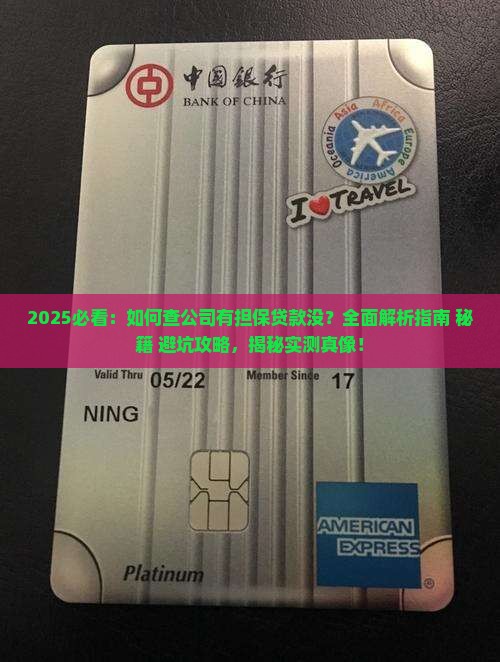 中国銀行
BANK OF CHINA
Oceania Asia Africa Europe America
I ❤ TRAVEL
2025必看：如何查公司有担保贷款没？全面解析指南 秘
籍 避坑攻略，揭秘实测真像！
Valid Thru 05/22 Member Since 17
NING
AMERICAN
EXPRESS
®
Platinum